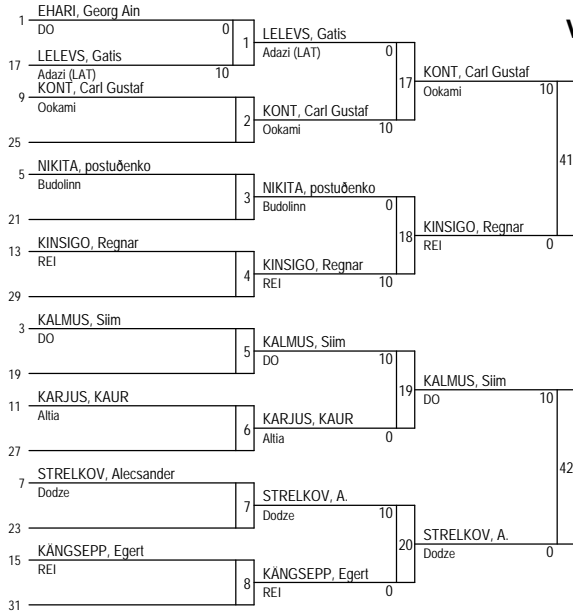 1 EHARI, Georg Ain
DO 0
1
17 LELEVS, Gatis
Adazi (LAT) 10
9 KONT, Carl Gustaf
Ookami
2
25
5 NIKITA, postuðenko
Budolinn
3
21
13 KINSIGO, Regnar
REI
4
29
3 KALMUS, Siim
DO
5
19
11 KARJUS, KAUR
Altia
6
27
7 STRELKOV, Alecsander
Dodze
7
23
15 KÄNGSEPP, Egert
REI
8
31
LELEVS, Gatis
Adazi (LAT) 0
17
KONT, Carl Gustaf
Ookami 10
NIKITA, postuðenko
Budolinn 0
18
KINSIGO, Regnar
REI 10
KALMUS, Siim
DO 10
19
KARJUS, KAUR
Altia 0
STRELKOV, A.
Dodze 10
20
KÄNGSEPP, Egert
REI 0
KONT, Carl Gustaf
Ookami 10
41
KINSIGO, Regnar
REI 0
KALMUS, Siim
DO 10
42
STRELKOV, A.
Dodze 0